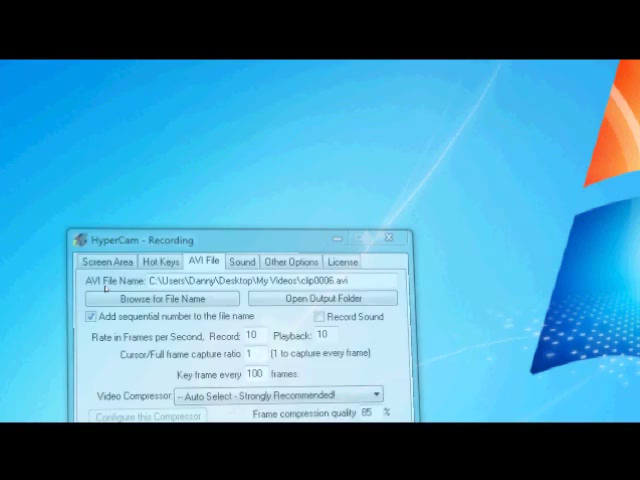 HyperCam - Recording
Screen Area Hot Keys AVI File Sound Other Options License
AVI File Name: C:\Users\Danny\Desktop\My Videos\clip0006.avi
Browse for File Name Open Output Folder
Add sequential number to the file name Record Sound
Rate in Frames per Second, Record: 10 Playback: 10
Cursor/Full frame capture ratio 1 (1 to capture every frame)
Key frame every 100 frames.
Video Compressor -- Auto Select - Strongly Recommended!
Configure this Compressor Frame compression quality 85 %